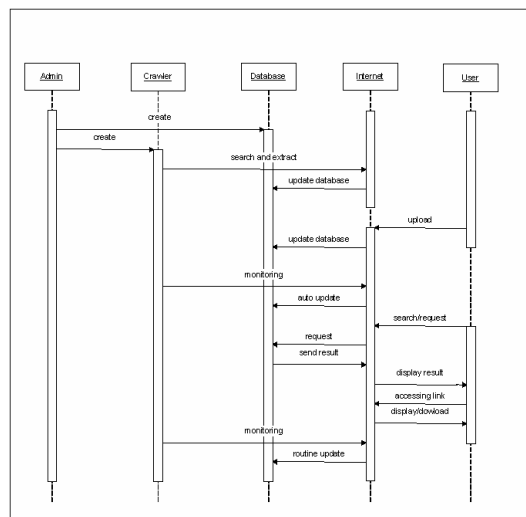 Admin
Crawler
Database
Internet
User
create
create
search and extract
update database
upload
update database
monitoring
auto update
search/request
request
send result
display result
accessing link
display/dowload
monitoring
routine update